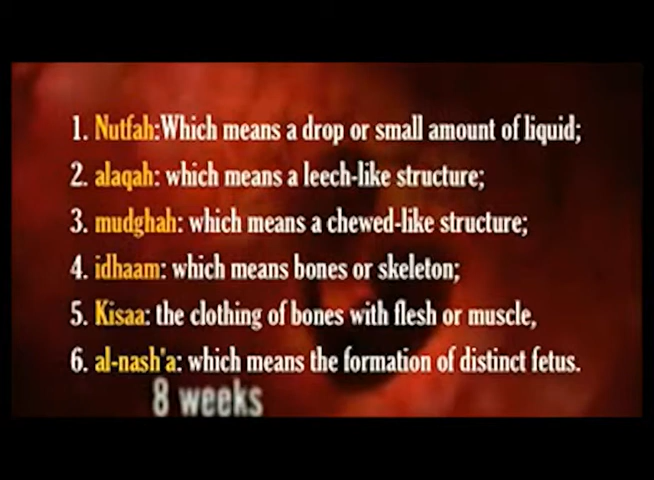 1. Nutfah:Which means a drop or small amount of liquid;
2. alaqah: which means a leech-like structure;
3. mudghah: which means a chewed-like structure;
4. idhaam: which means bones or skeleton;
5. Kisaa: the clothing of bones with flesh or muscle,
6. al-nash'a: which means the formation of distinct fetus.
8 weeks